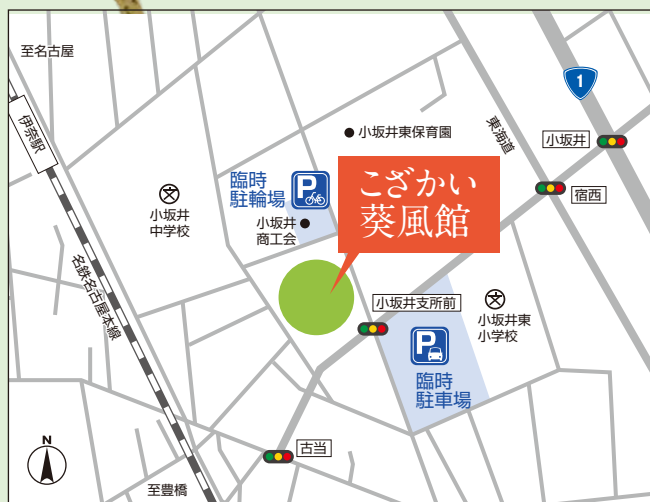 至名古屋
伊奈駅
名鉄名古屋本線
小坂井
中学校
臨時
駐輪場
P
小坂井
商工会
小坂井東保育園
こざかい
葵風館
東海道
1
小坂井
宿西
小坂井支所前
小坂井東
小学校
P
臨時
駐車場
古当
至豊橋
N